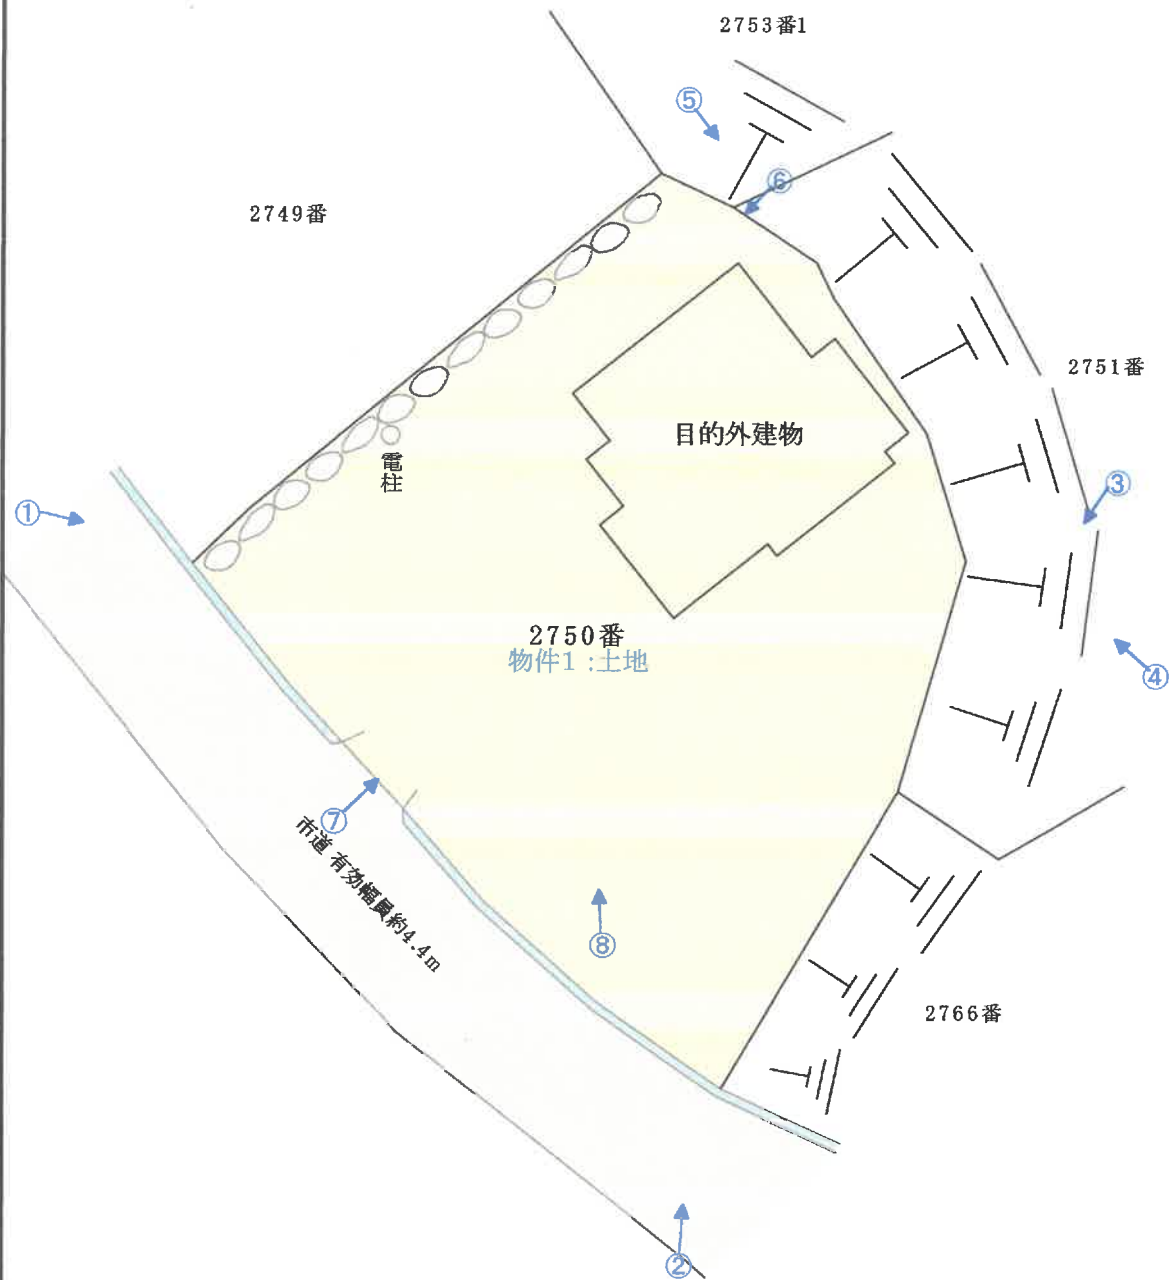 2753番1
⑤
⑥
2749番
2751番
目的外建物
電柱
①
③
2750番
物件1：土地
④
⑦
市道 有効幅員約4.4m
⑧
2766番
②